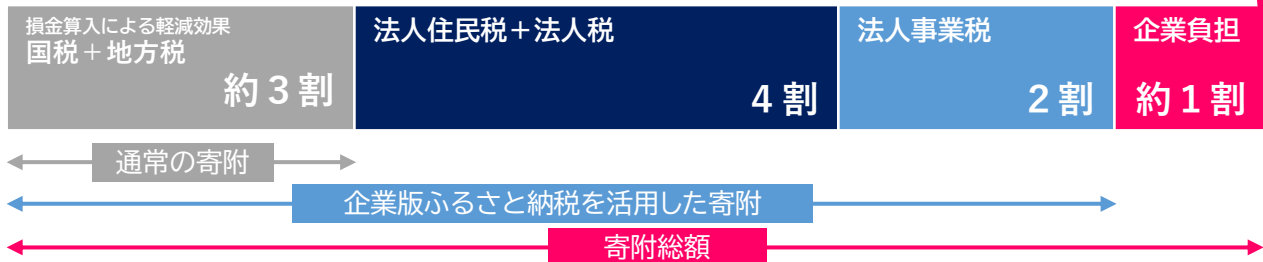 損金算入による軽減効果
国税＋地方税
約３割
法人住民税＋法人税
４割
法人事業税
２割
企業負担
約１割
通常の寄附
企業版ふるさと納税を活用した寄附
寄附総額